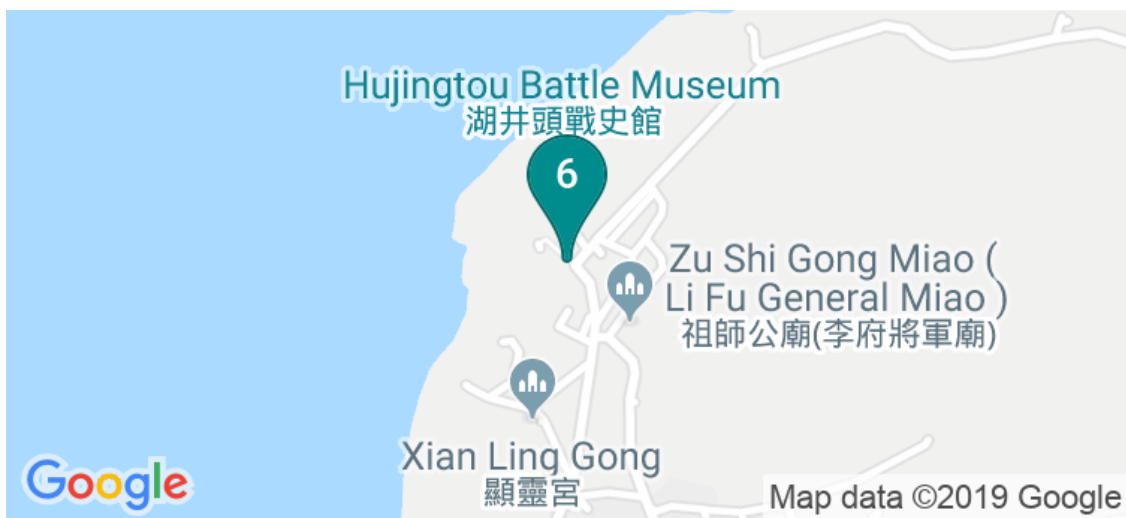 Hujingtou Battle Museum
湖井頭戰史館
6
Zu Shi Gong Miao (
Li Fu General Miao )
祖師公廟(李府將軍廟)
Xian Ling Gong
顯靈宮
Google
Map data ©2019 Google